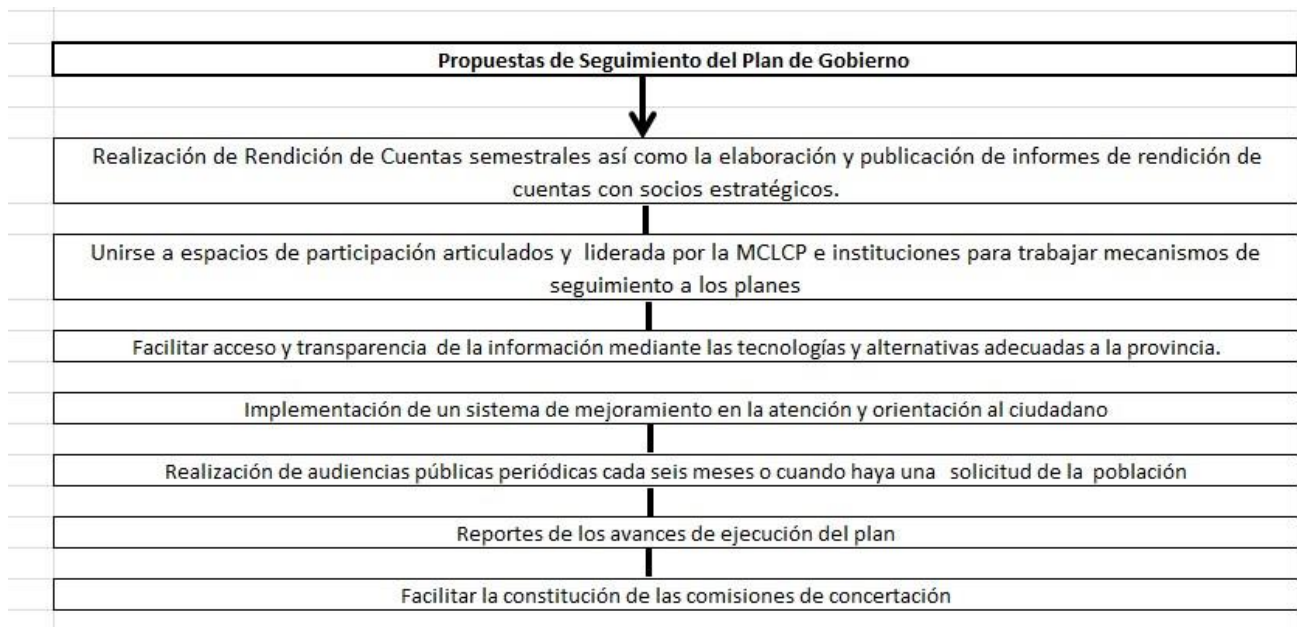 Propuestas de Seguimiento del Plan de Gobierno
Realización de Rendición de Cuentas semestrales así como la elaboración y publicación de informes de rendición de
cuentas con socios estratégicos.
Unirse a espacios de participación articulados y liderada por la MCLCP e instituciones para trabajar mecanismos de
seguimiento a los planes
Facilitar acceso y transparencia de la información mediante las tecnologías y alternativas adecuadas a la provincia.
Implementación de un sistema de mejoramiento en la atención y orientación al ciudadano
Realización de audiencias públicas periódicas cada seis meses o cuando haya una solicitud de la población
Reportes de los avances de ejecución del plan
Facilitar la constitución de las comisiones de concertación